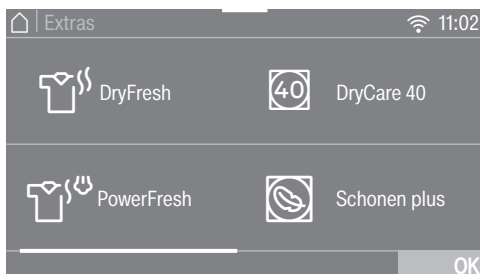 Extras 11:02
DryFresh
40 DryCare 40
PowerFresh
Schonen plus
OK